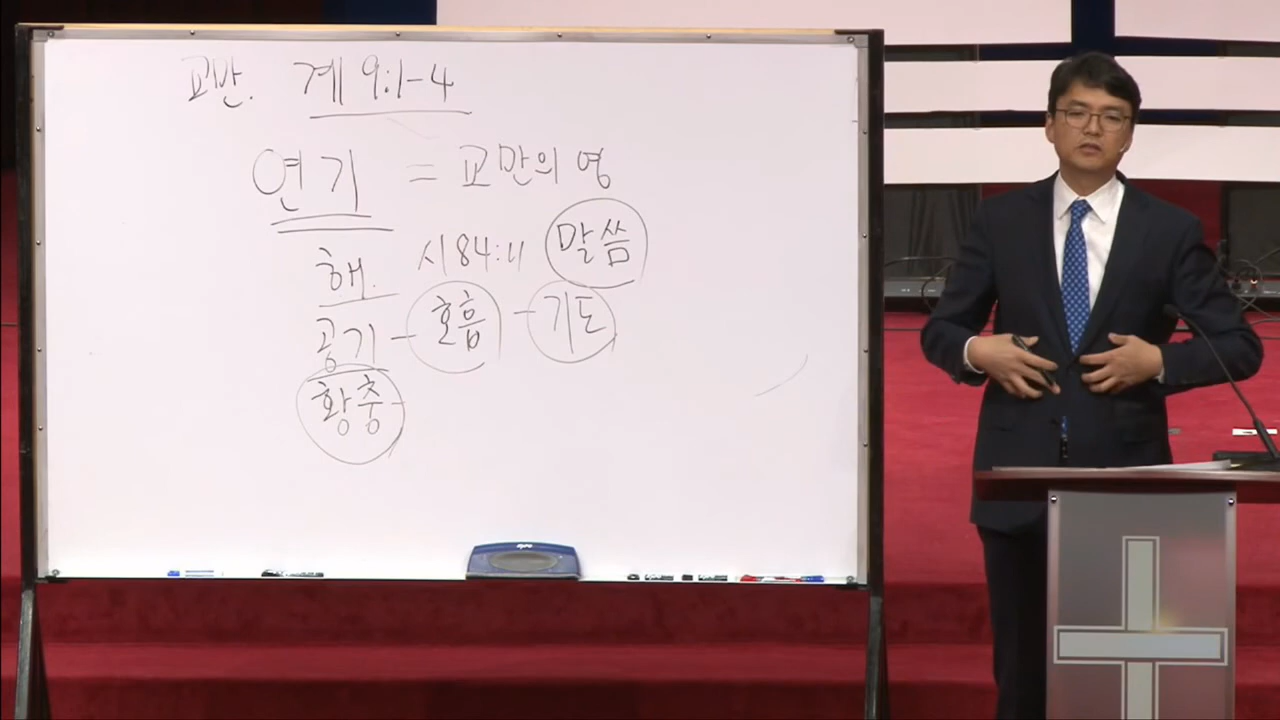 교만. 계 9:1-4
연기 = 교만의 영
해. 시 84:11 말씀
공기 - 호흡 - 기도
황충 -
expo